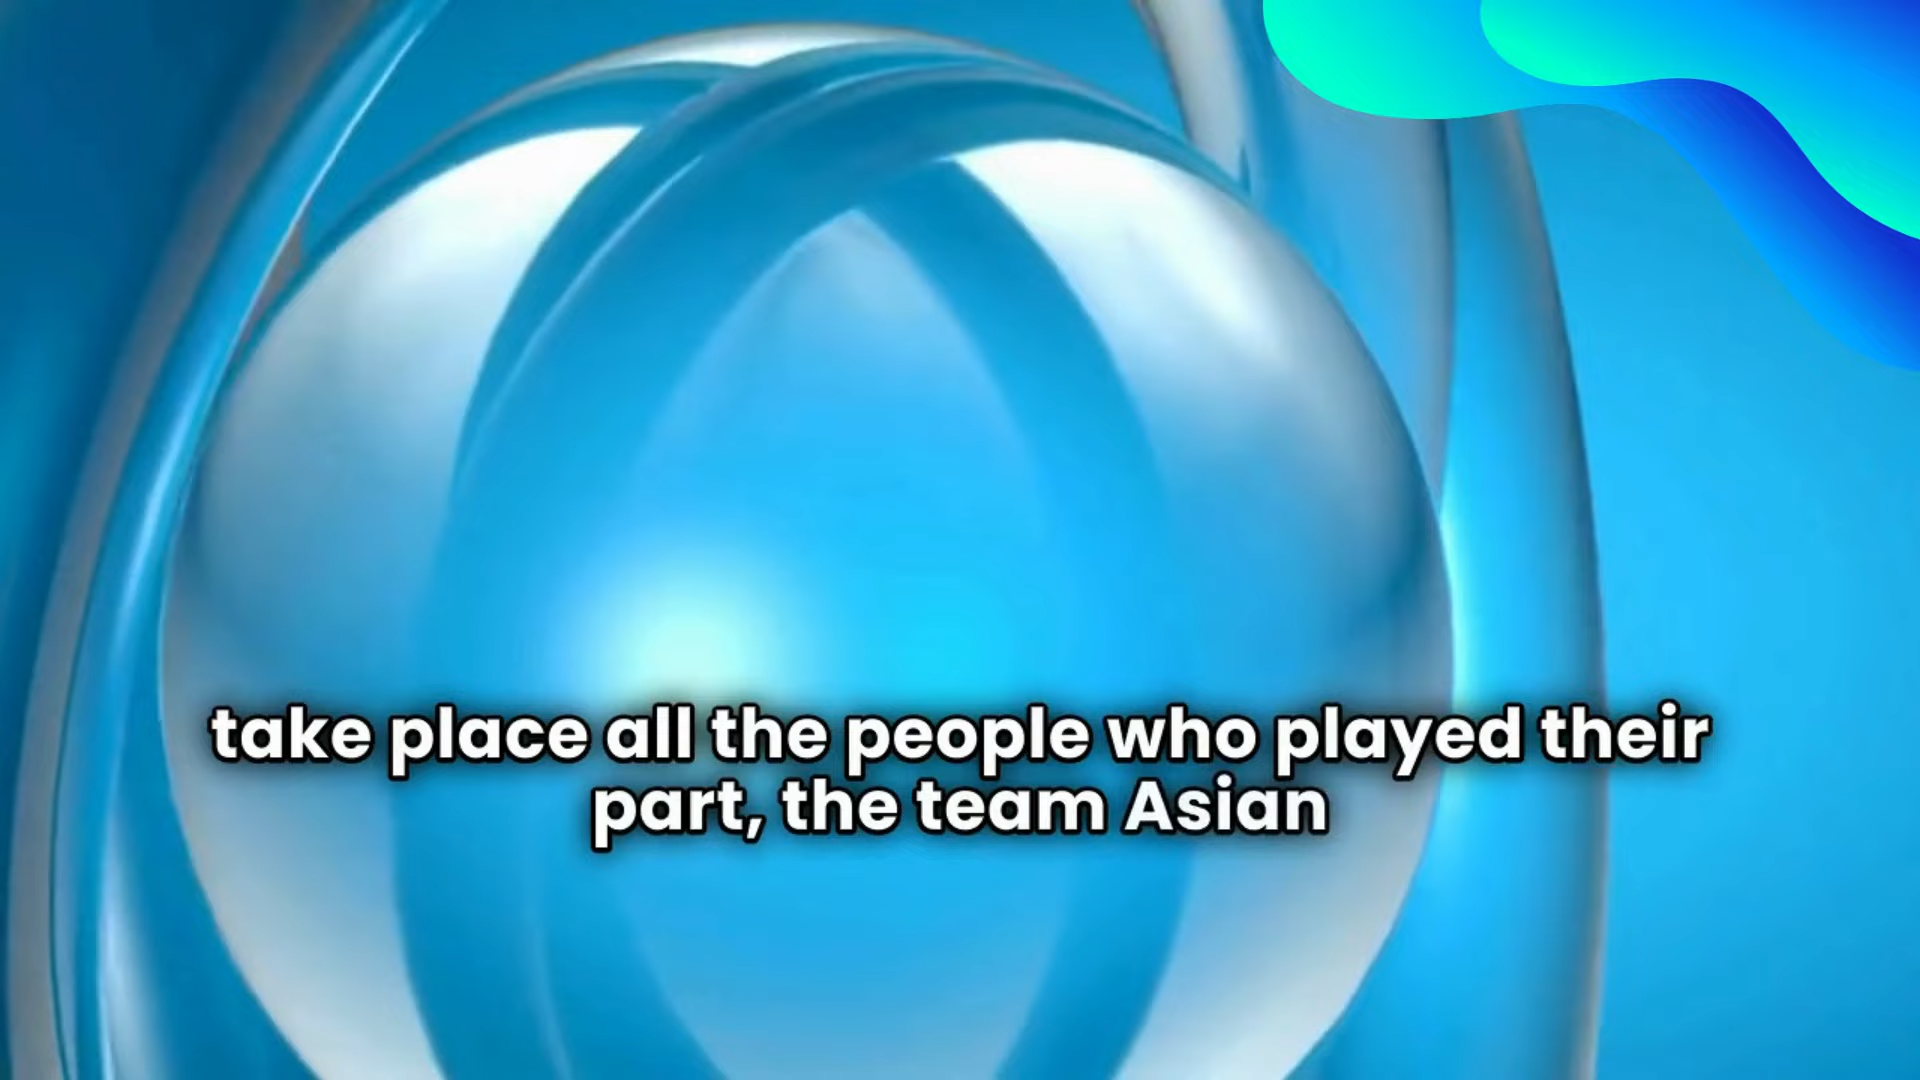 take place all the people who played their
part, the team Asian